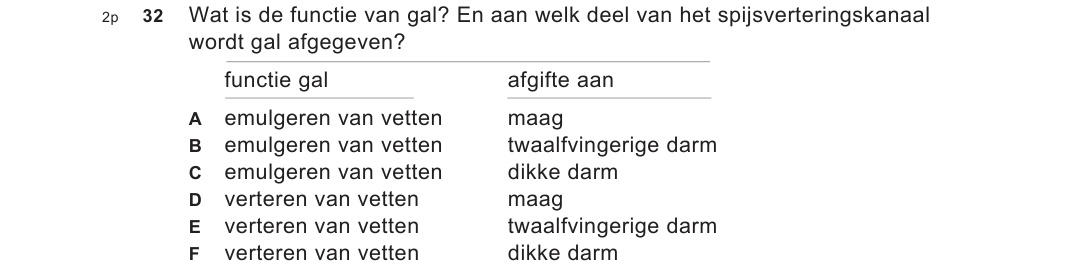 2p 32 Wat is de functie van gal? En aan welk deel van het spijsverteringskanaal
wordt gal afgegeven?
functie gal afgifte aan
A emulgeren van vetten maag
B emulgeren van vetten twaalfvingerige darm
C emulgeren van vetten dikke darm
D verteren van vetten maag
E verteren van vetten twaalfvingerige darm
F verteren van vetten dikke darm